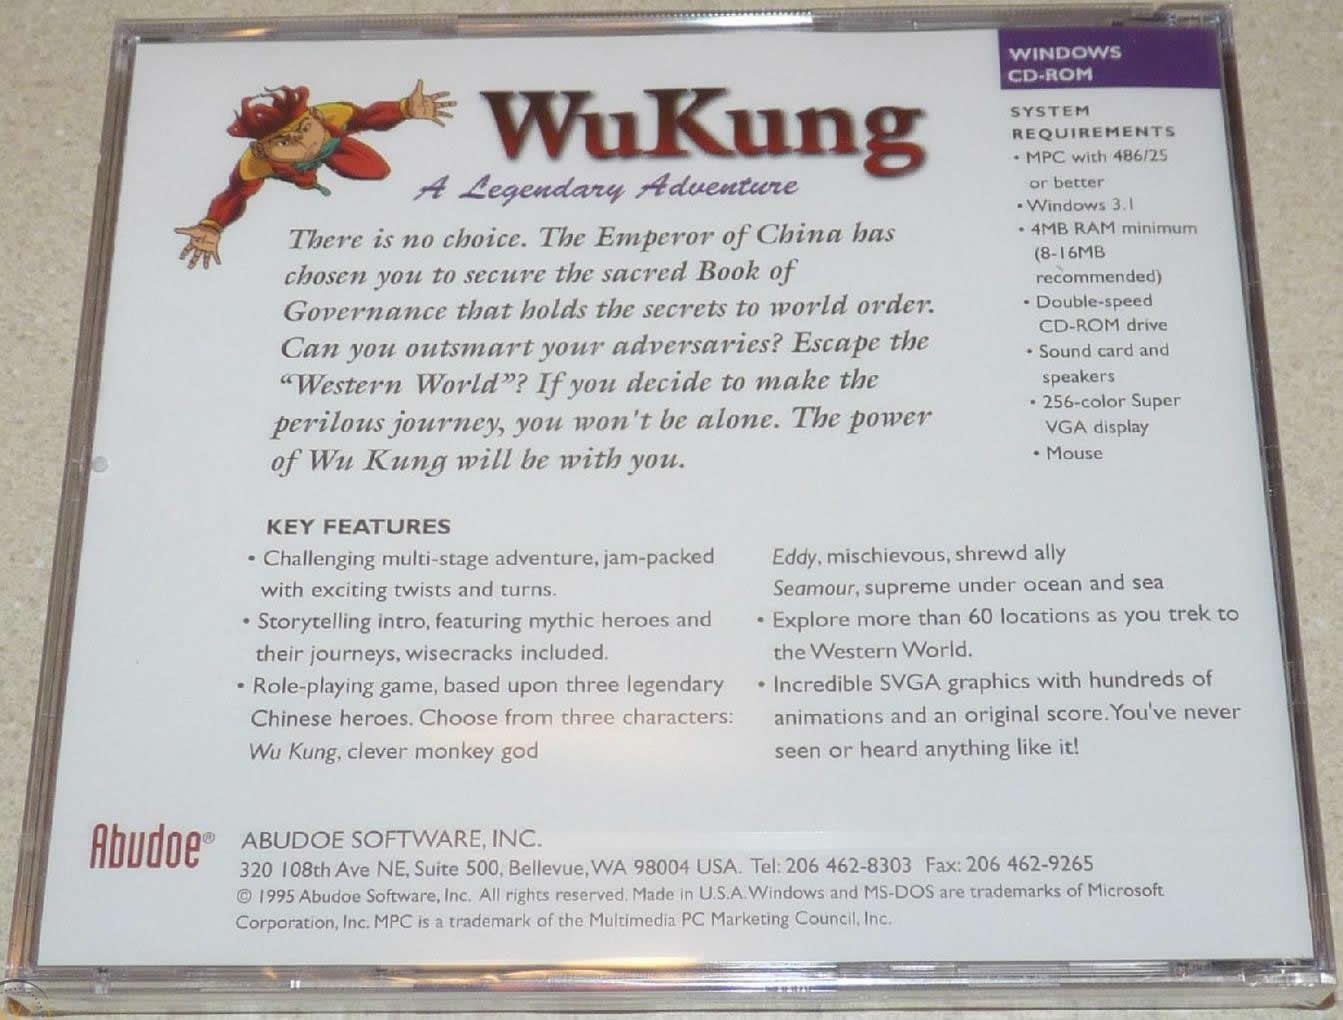 WINDOWS
CD-ROM
WuKung
A Legendary Adventure
There is no choice. The Emperor of China has
chosen you to secure the sacred Book of
Governance that holds the secrets to world order.
Can you outsmart your adversaries? Escape the
“Western World”? If you decide to make the
perilous journey, you won't be alone. The power
of Wu Kung will be with you.
SYSTEM
REQUIREMENTS
• MPC with 486/25
or better
• Windows 3.1
• 4MB RAM minimum
(8-16MB
recommended)
• Double-speed
CD-ROM drive
• Sound card and
speakers
• 256-color Super
VGA display
• Mouse
KEY FEATURES
• Challenging multi-stage adventure, jam-packed
with exciting twists and turns.
• Storytelling intro, featuring mythic heroes and
their journeys, wisecracks included.
• Role-playing game, based upon three legendary
Chinese heroes. Choose from three characters:
Wu Kung, clever monkey god
Eddy, mischievous, shrewd ally
Seamour, supreme under ocean and sea
• Explore more than 60 locations as you trek to
the Western World.
• Incredible SVGA graphics with hundreds of
animations and an original score. You've never
seen or heard anything like it!
Abudoe®
ABUDOE SOFTWARE, INC.
320 108th Ave NE, Suite 500, Bellevue, WA 98004 USA. Tel: 206 462-8303 Fax: 206 462-9265
© 1995 Abudoe Software, Inc. All rights reserved. Made in U.S.A. Windows and MS-DOS are trademarks of Microsoft
Corporation, Inc. MPC is a trademark of the Multimedia PC Marketing Council, Inc.